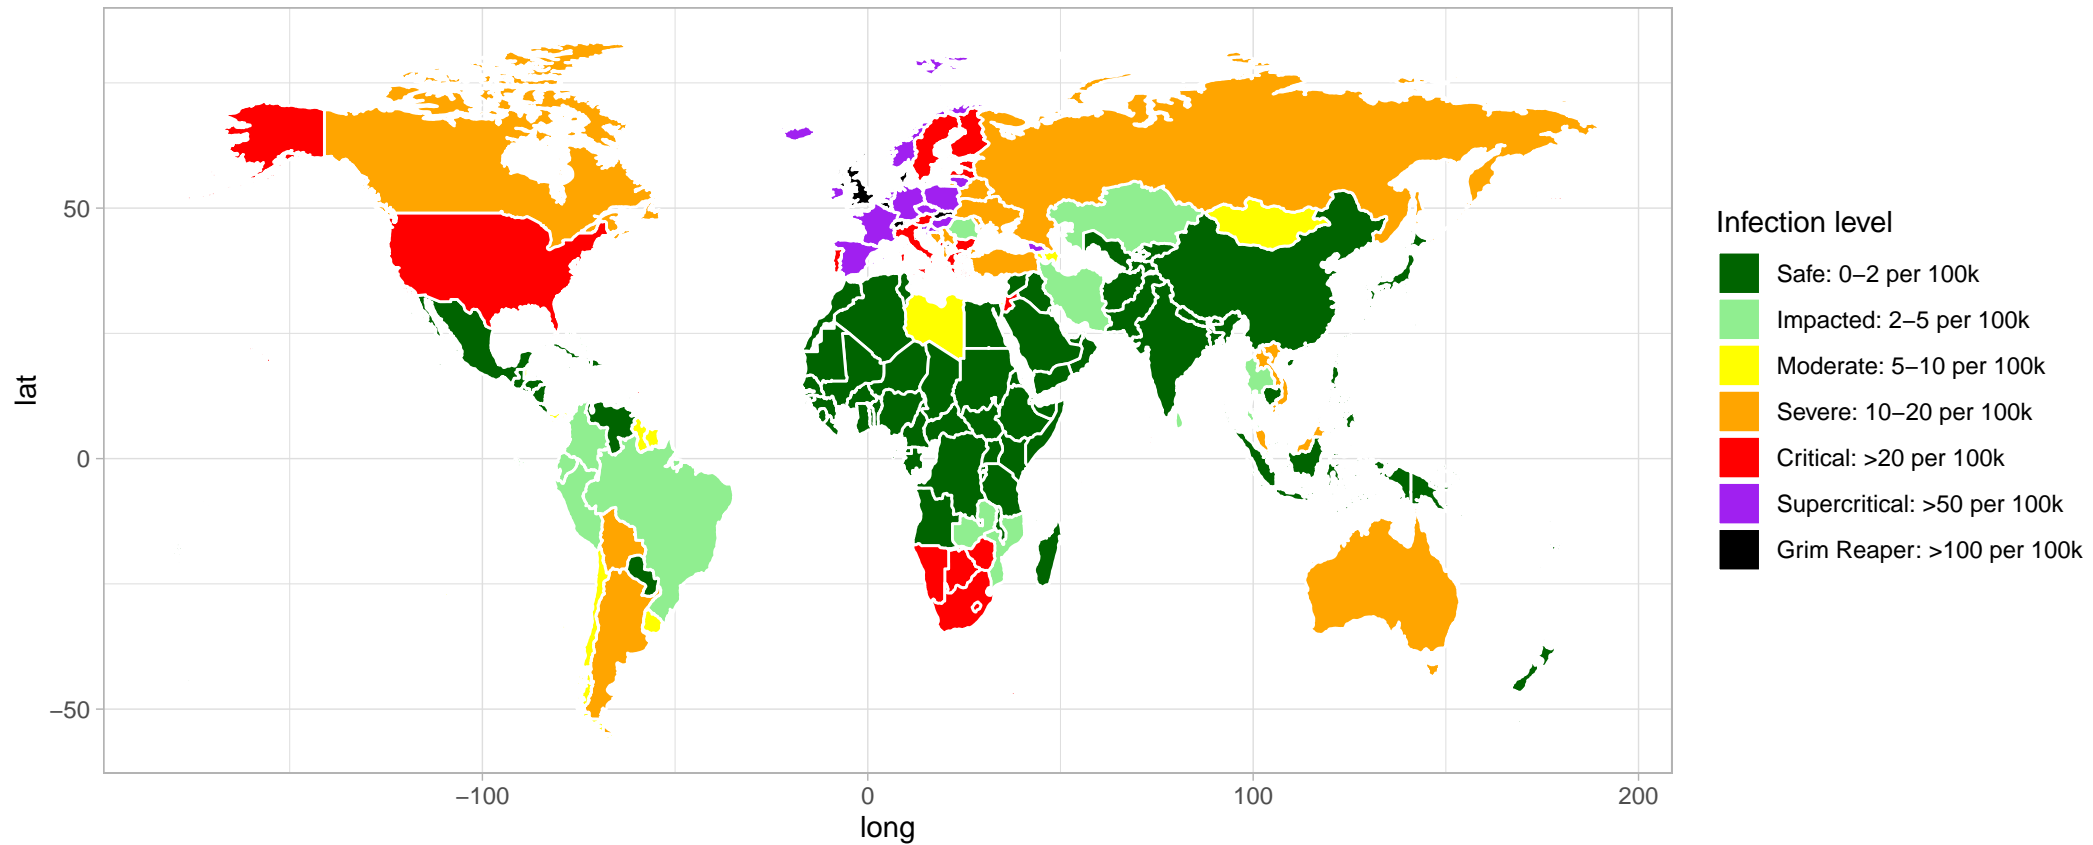 50
0
−50
lat
−100
0
100
200
long
Infection level
Safe: 0−2 per 100k
Impacted: 2−5 per 100k
Moderate: 5−10 per 100k
Severe: 10−20 per 100k
Critical: >20 per 100k
Supercritical: >50 per 100k
Grim Reaper: >100 per 100k